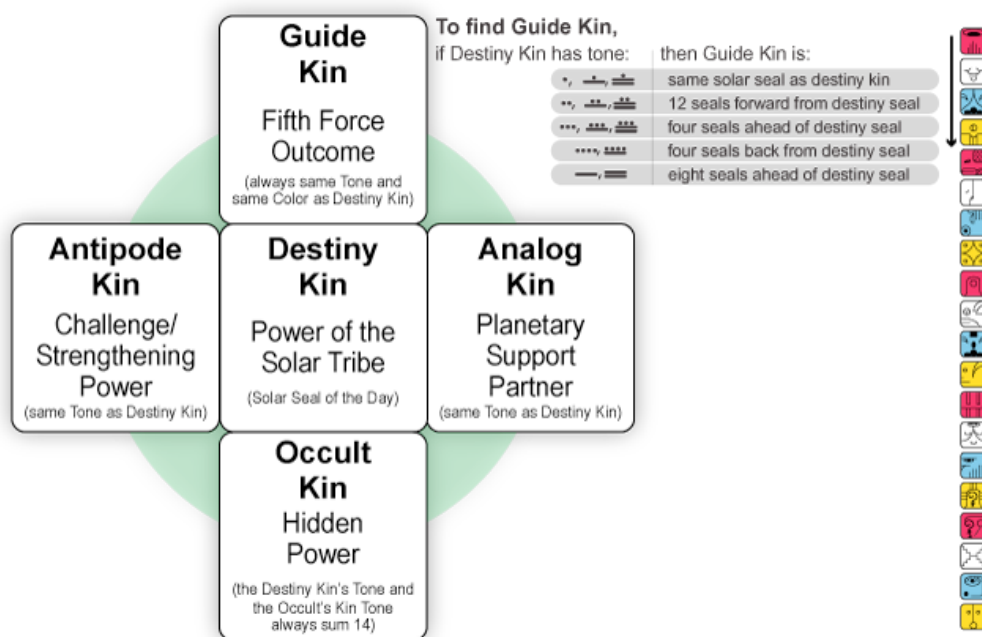 Guide
Kin
Fifth Force
Outcome
(always same Tone and
same Color as Destiny Kin)
To find Guide Kin,
if Destiny Kin has tone: then Guide Kin is:
same solar seal as destiny kin
12 seals forward from destiny seal
four seals ahead of destiny seal
four seals back from destiny seal
eight seals ahead of destiny seal
Antipode
Kin
Challenge/
Strengthening
Power
(same Tone as Destiny Kin)
Destiny
Kin
Power of the
Solar Tribe
(Solar Seal of the Day)
Analog
Kin
Planetary
Support
Partner
(same Tone as Destiny Kin)
Occult
Kin
Hidden
Power
(the Destiny Kin's Tone and
the Occult's Kin Tone
always sum 14)